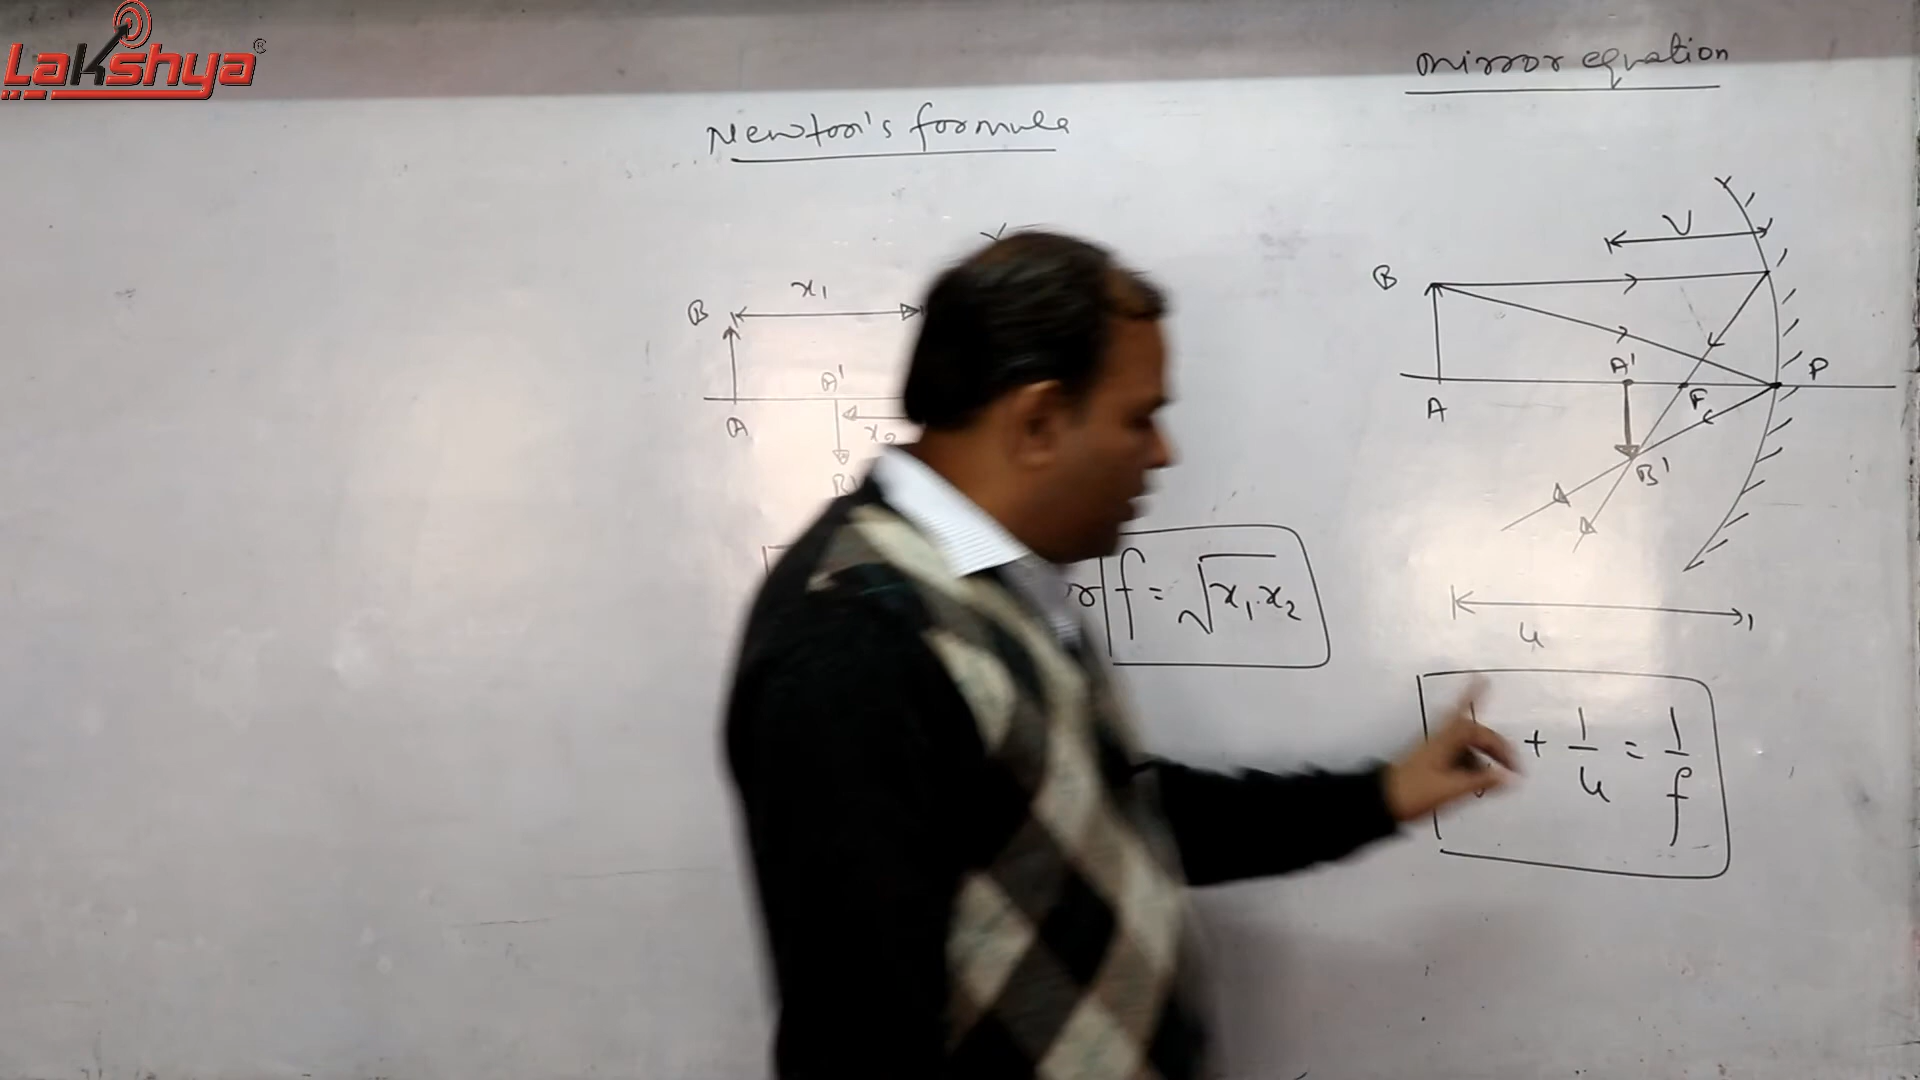 Lakshya®
mirror equation
Newton's formula
V
B
x₁
B
A'
A
x₂
A'
P
A
F
B'
r f = √x₁.x₂
u
+ 1/u = 1/f